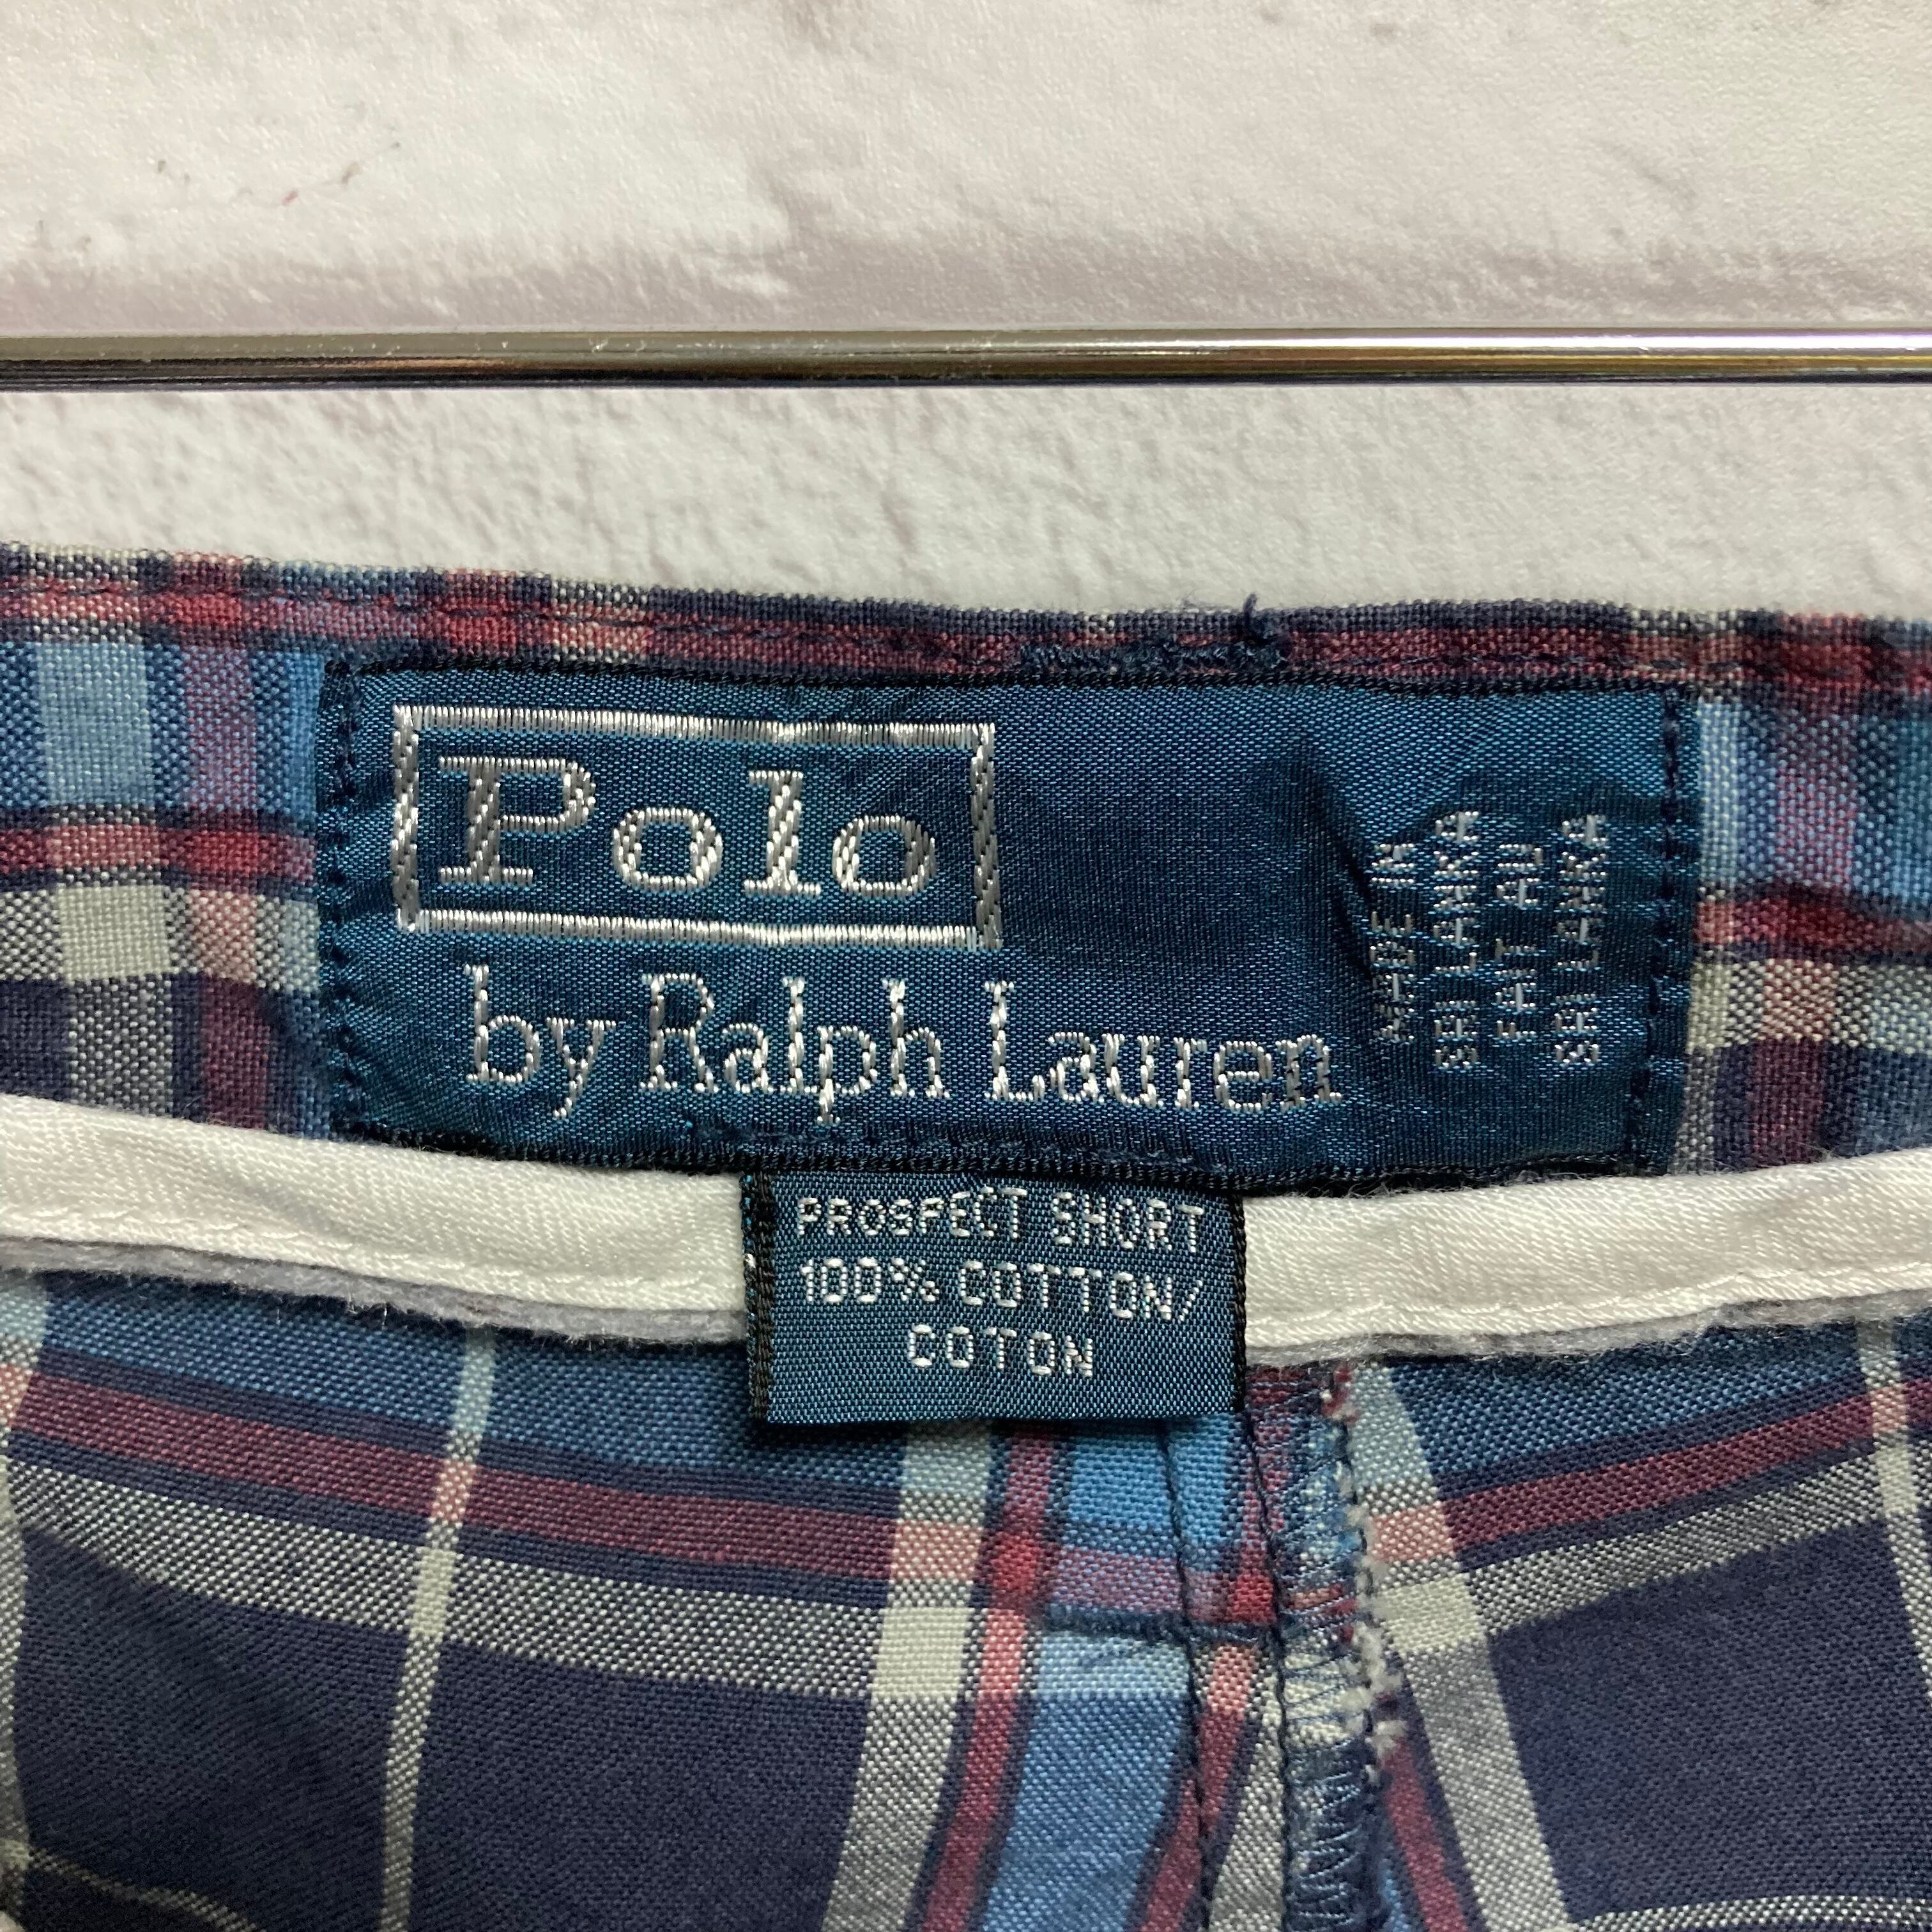 Polo
by Ralph Lauren
MADE IN
SRI LANKA
FAIT AU
SRI LANKA
PROSPECT SHORT
100% COTTON/
COTON